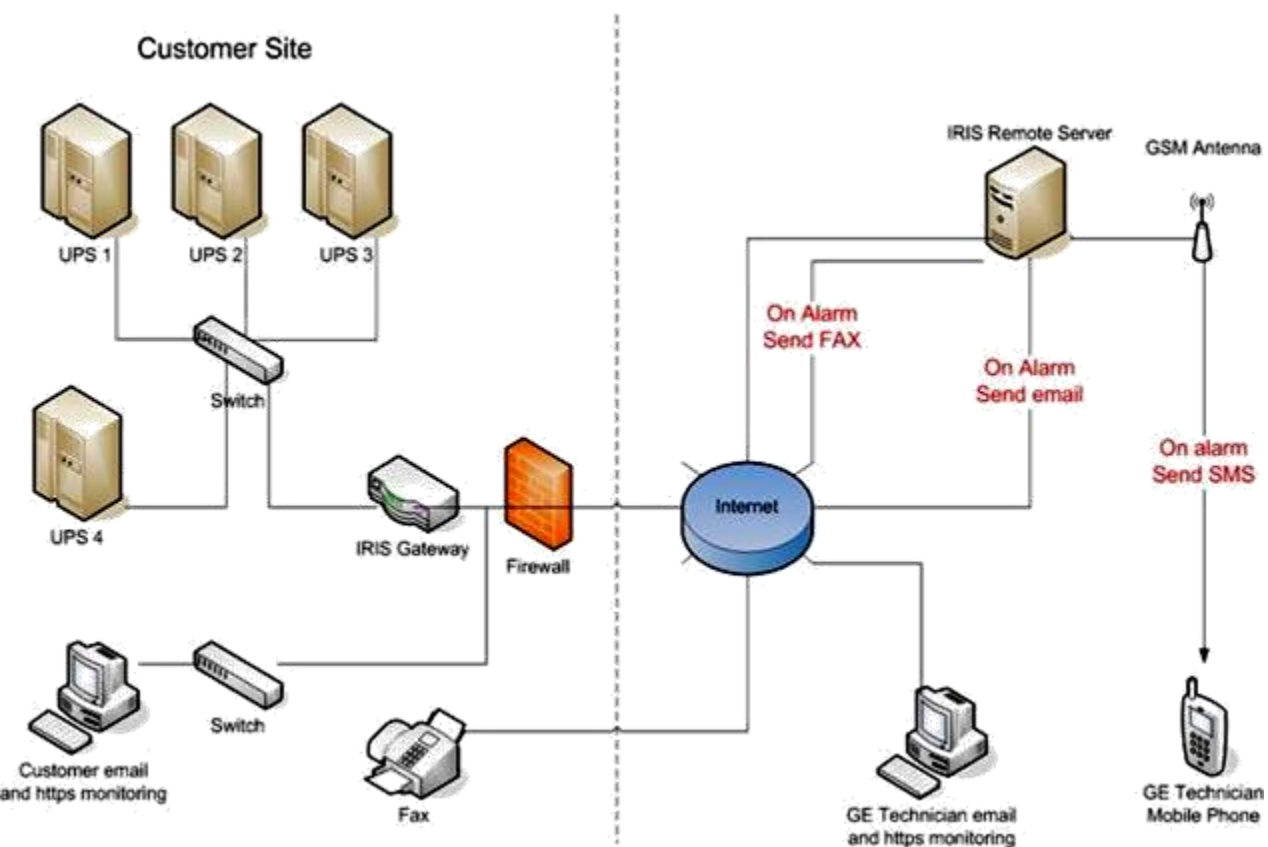 Customer Site
IRIS Remote Server
GSM Antenna
UPS 1
UPS 2
UPS 3
On Alarm
Send FAX
On Alarm
Send email
Switch
On alarm
Send SMS
Internet
UPS 4
IRIS Gateway
Firewall
Switch
Customer email
and https monitoring
Fax
GE Technician email
and https monitoring
GE Technician
Mobile Phone